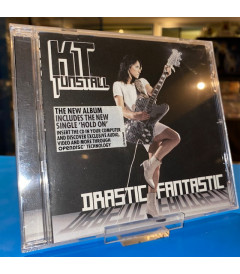 KT
TUNSTALL
THE NEW ALBUM
INCLUDES THE NEW
SINGLE 'HOLD ON'
INSERT THE CD IN YOUR COMPUTER
AND DISCOVER EXCLUSIVE AUDIO,
VIDEO AND MORE THROUGH
OPENDISC TECHNOLOGY
DRASTIC FANTASTIC